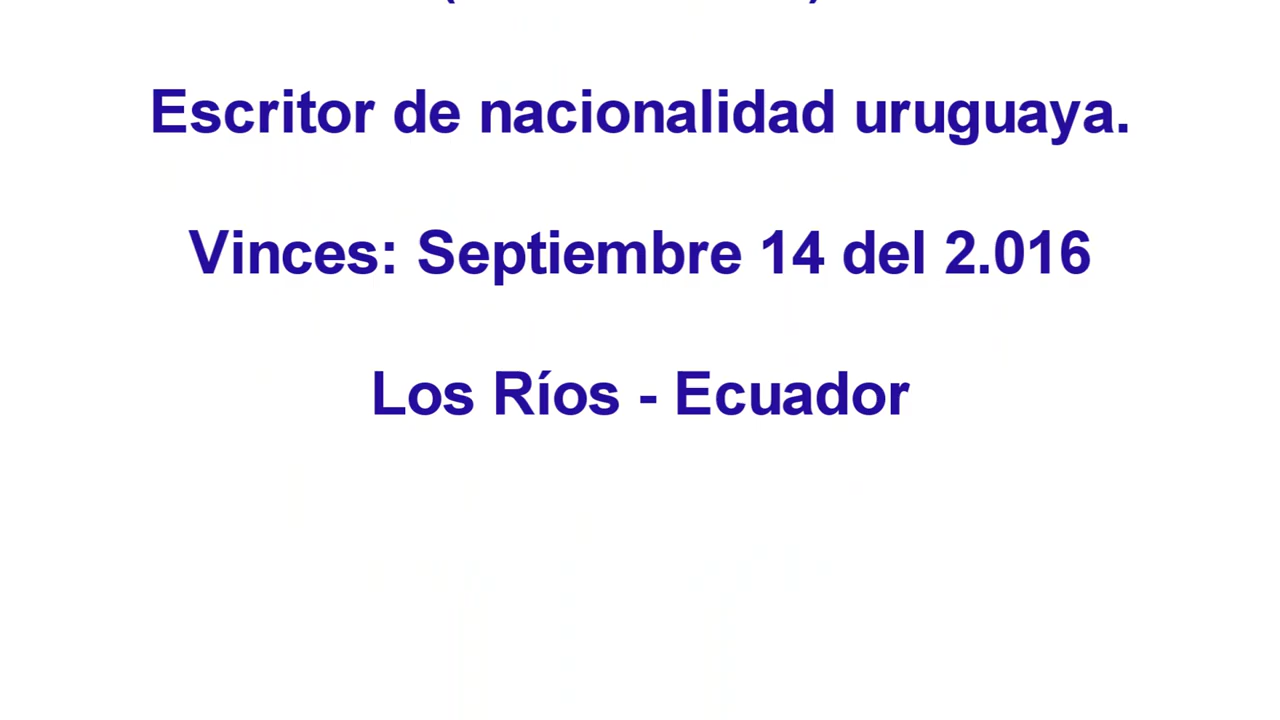 Escritor de nacionalidad uruguaya.
Vinces: Septiembre 14 del 2.016
Los Ríos - Ecuador